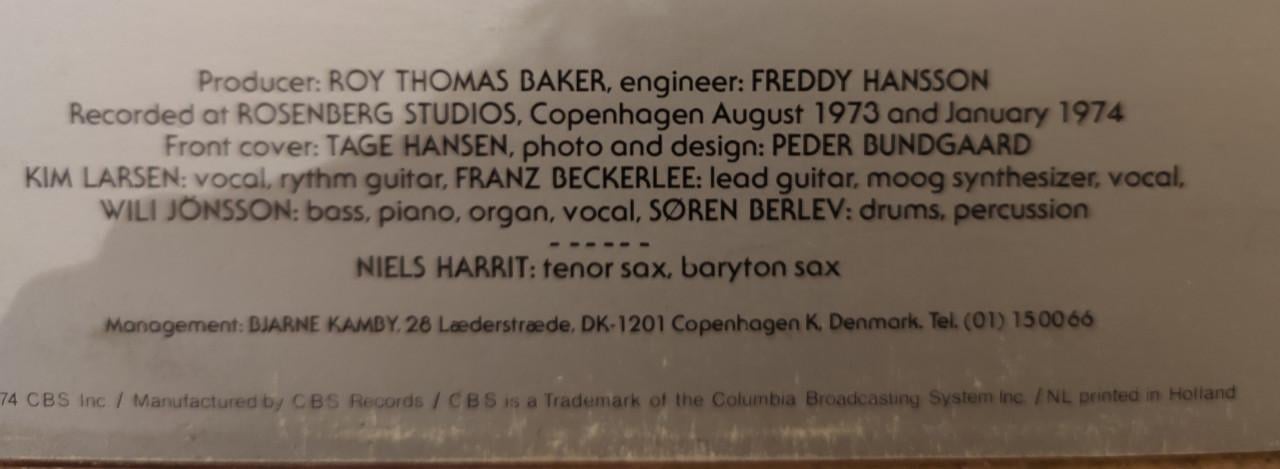 Producer: ROY THOMAS BAKER, engineer: FREDDY HANSSON
Recorded at ROSENBERG STUDIOS, Copenhagen August 1973 and January 1974
Front cover: TAGE HANSEN, photo and design: PEDER BUNDGAARD
KIM LARSEN: vocal, rythm guitar, FRANZ BECKERLEE: lead guitar, moog synthesizer, vocal,
WILI JÖNSSON: bass, piano, organ, vocal, SØREN BERLEV: drums, percussion
------
NIELS HARRIT: tenor sax, baryton sax
Management: BJARNE KAMBY, 28 Læderstræde, DK-1201 Copenhagen K, Denmark. Tel. (01) 150066
74 CBS Inc. / Manufactured by CBS Records / CBS is a Trademark of the Columbia Broadcasting System Inc. / NL printed in Holland